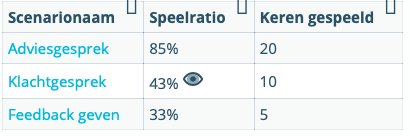 Scenarionaam Speelratio Keren gespeeld
Adviesgesprek 85% 20
Klachtgesprek 43% 10
Feedback geven 33% 5